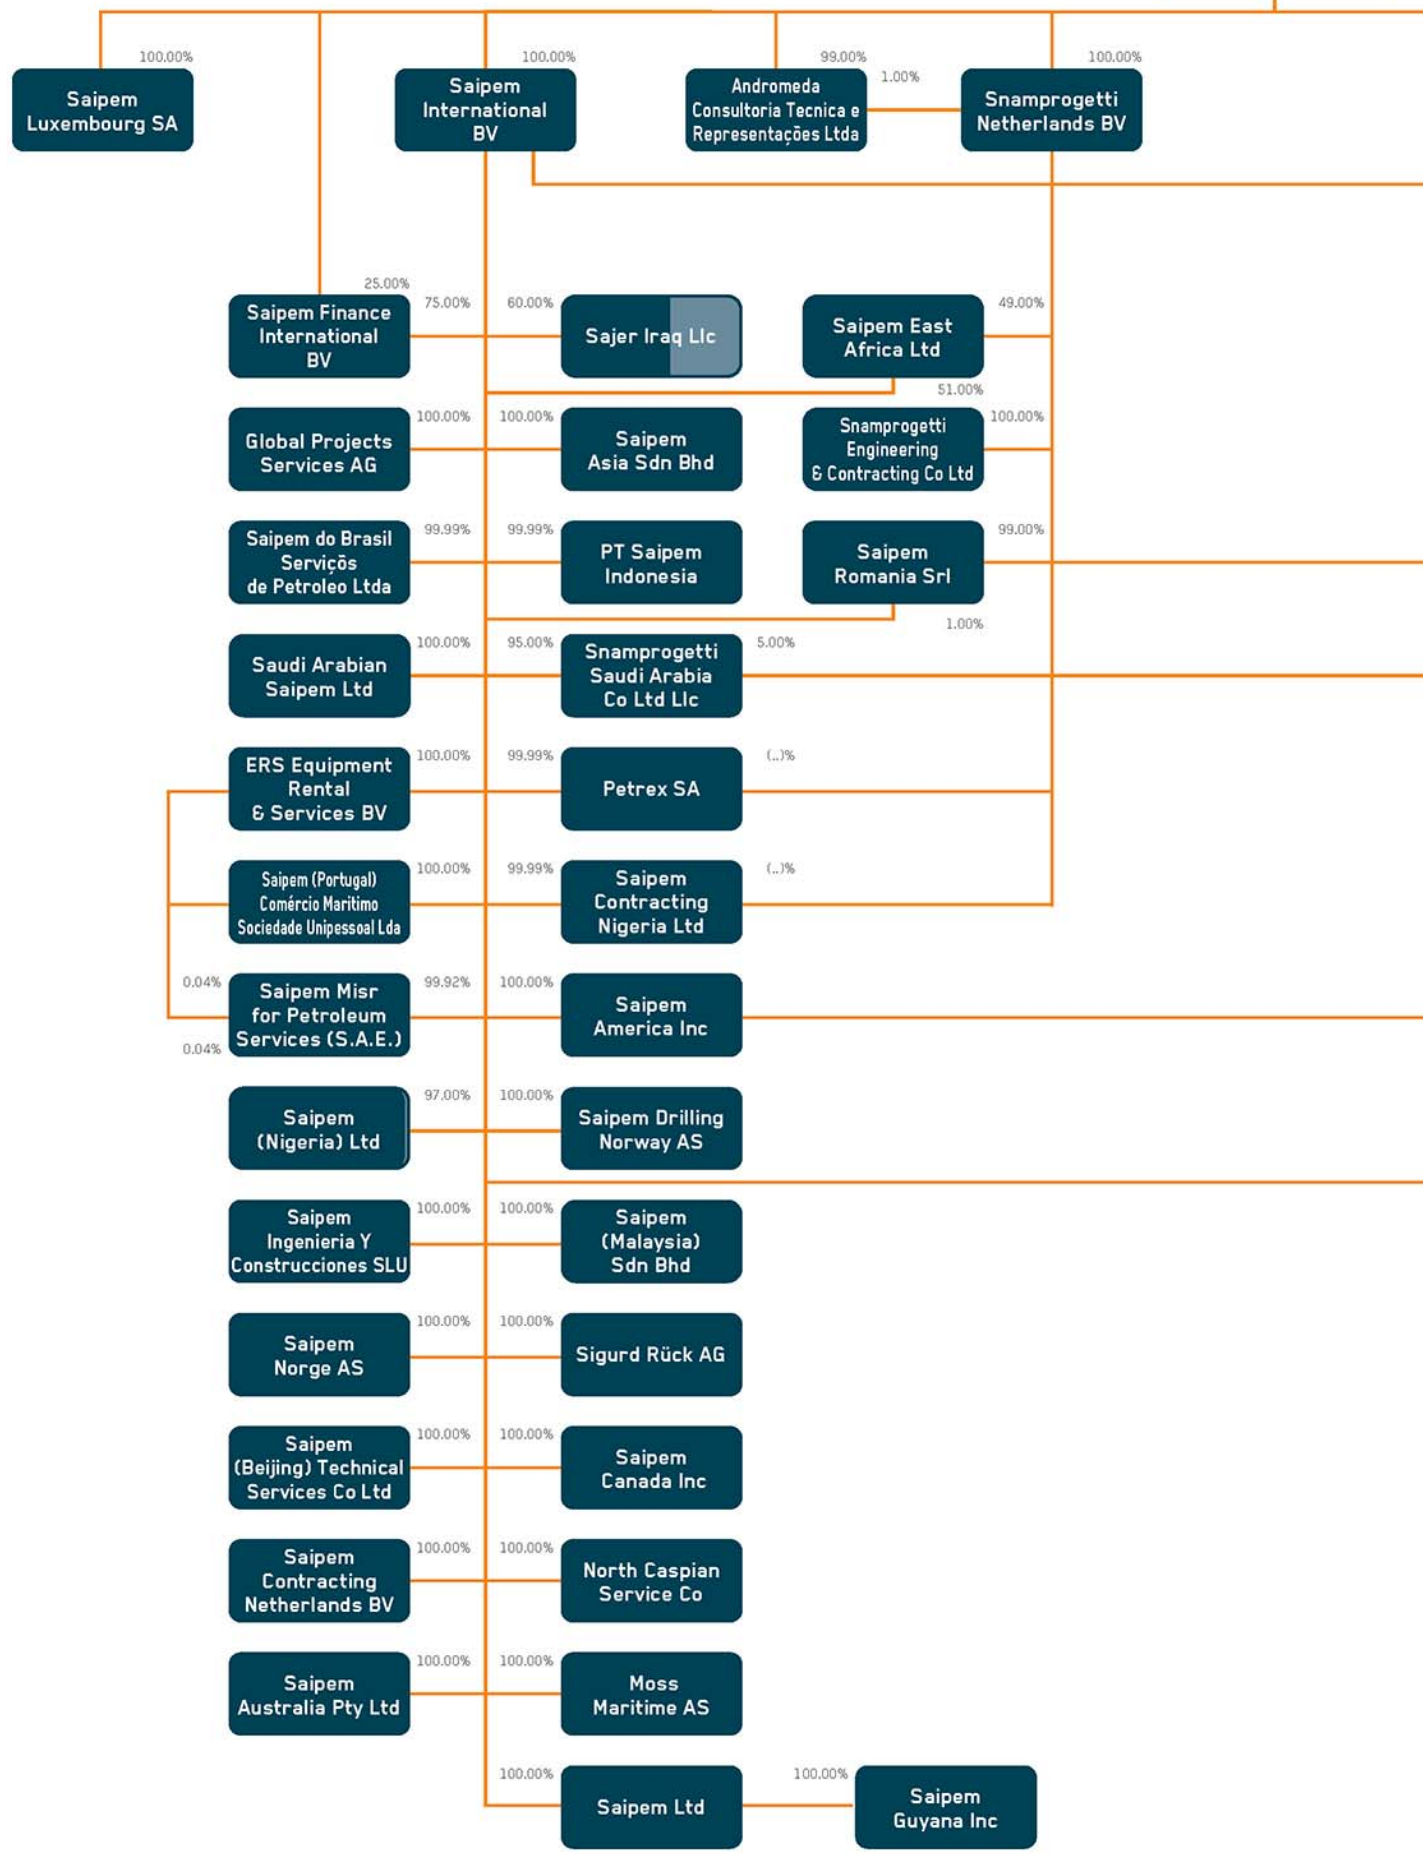 100.00%
100.00%
99.00%
1.00%
100.00%
Saipem
Luxembourg SA
Saipem
International
BV
Andromeda
Consultoria Tecnica e
Representações Ltda
Snamprogetti
Netherlands BV
25.00%
75.00%
60.00%
49.00%
Saipem Finance
International
BV
Sajer Iraq Llc
Saipem East
Africa Ltd
51.00%
100.00%
100.00%
100.00%
Global Projects
Services AG
Saipem
Asia Sdn Bhd
Snamprogetti
Engineering
& Contracting Co Ltd
99.99%
99.99%
99.00%
Saipem do Brasil
Serviçõs
de Petroleo Ltda
PT Saipem
Indonesia
Saipem
Romania Srl
1.00%
100.00%
95.00%
5.00%
Saudi Arabian
Saipem Ltd
Snamprogetti
Saudi Arabia
Co Ltd Llc
100.00%
99.99%
(..)%
ERS Equipment
Rental
& Services BV
Petrex SA
100.00%
99.99%
(..)%
Saipem (Portugal)
Comércio Maritimo
Sociedade Unipessoal Lda
Saipem
Contracting
Nigeria Ltd
0.04%
99.92%
100.00%
Saipem Misr
for Petroleum
Services (S.A.E.)
0.04%
Saipem
America Inc
97.00%
100.00%
Saipem
(Nigeria) Ltd
Saipem Drilling
Norway AS
100.00%
100.00%
Saipem
Ingenieria Y
Construcciones SLU
Saipem
(Malaysia)
Sdn Bhd
100.00%
100.00%
Saipem
Norge AS
Sigurd Rück AG
100.00%
100.00%
Saipem
(Beijing) Technical
Services Co Ltd
Saipem
Canada Inc
100.00%
100.00%
Saipem
Contracting
Netherlands BV
North Caspian
Service Co
100.00%
100.00%
Saipem
Australia Pty Ltd
Moss
Maritime AS
100.00%
100.00%
Saipem Ltd
Saipem
Guyana Inc